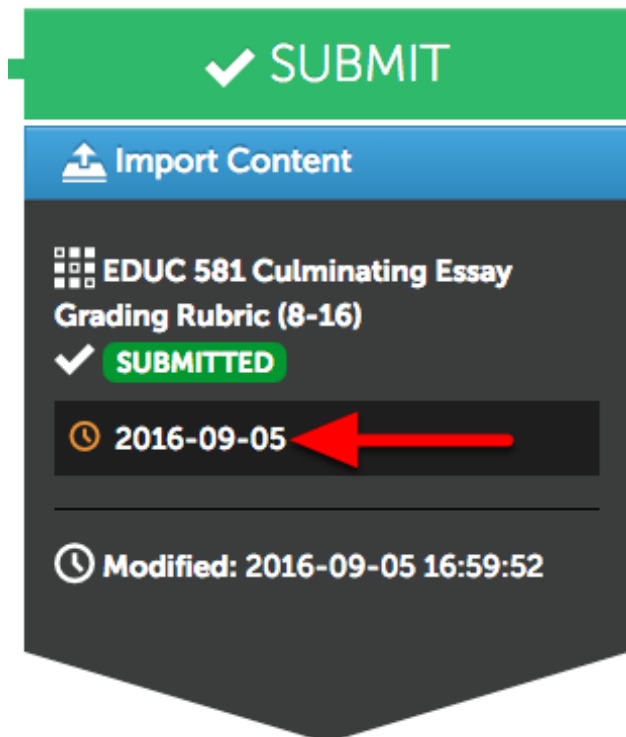 SUBMIT
Import Content
EDUC 581 Culminating Essay
Grading Rubric (8-16)
SUBMITTED
2016-09-05
Modified: 2016-09-05 16:59:52